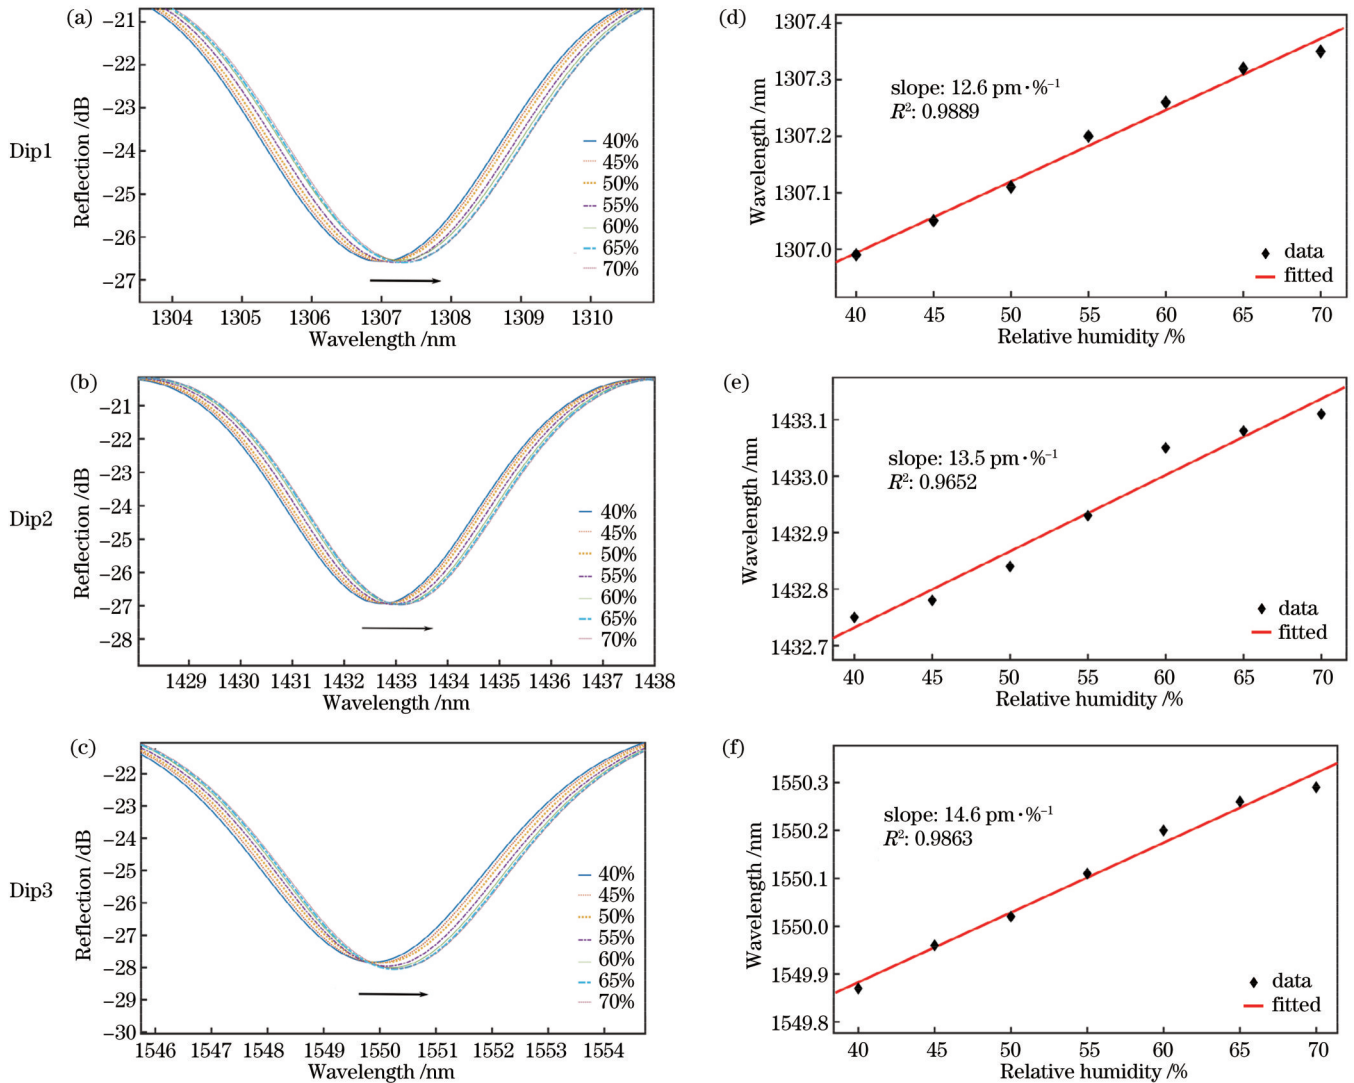 (a)
Dip1
Reflection /dB
−21
−22
−23
−24
−25
−26
−27
40%
45%
50%
55%
60%
65%
70%
1304 1305 1306 1307 1308 1309 1310
Wavelength /nm
(d)
Wavelength /nm
1307.4
1307.3
1307.2
1307.1
1307.0
slope: 12.6 pm·%⁻¹
R²: 0.9889
data
fitted
40 45 50 55 60 65 70
Relative humidity /%
(b)
Dip2
Reflection /dB
−21
−22
−23
−24
−25
−26
−27
−28
40%
45%
50%
55%
60%
65%
70%
1429 1430 1431 1432 1433 1434 1435 1436 1437 1438
Wavelength /nm
(e)
Wavelength /nm
1433.1
1433.0
1432.9
1432.8
1432.7
slope: 13.5 pm·%⁻¹
R²: 0.9652
data
fitted
40 45 50 55 60 65 70
Relative humidity /%
(c)
Dip3
Reflection /dB
−22
−23
−24
−25
−26
−27
−28
−29
−30
40%
45%
50%
55%
60%
65%
70%
1546 1547 1548 1549 1550 1551 1552 1553 1554
Wavelength /nm
(f)
Wavelength /nm
1550.3
1550.2
1550.1
1550.0
1549.9
1549.8
slope: 14.6 pm·%⁻¹
R²: 0.9863
data
fitted
40 45 50 55 60 65 70
Relative humidity /%